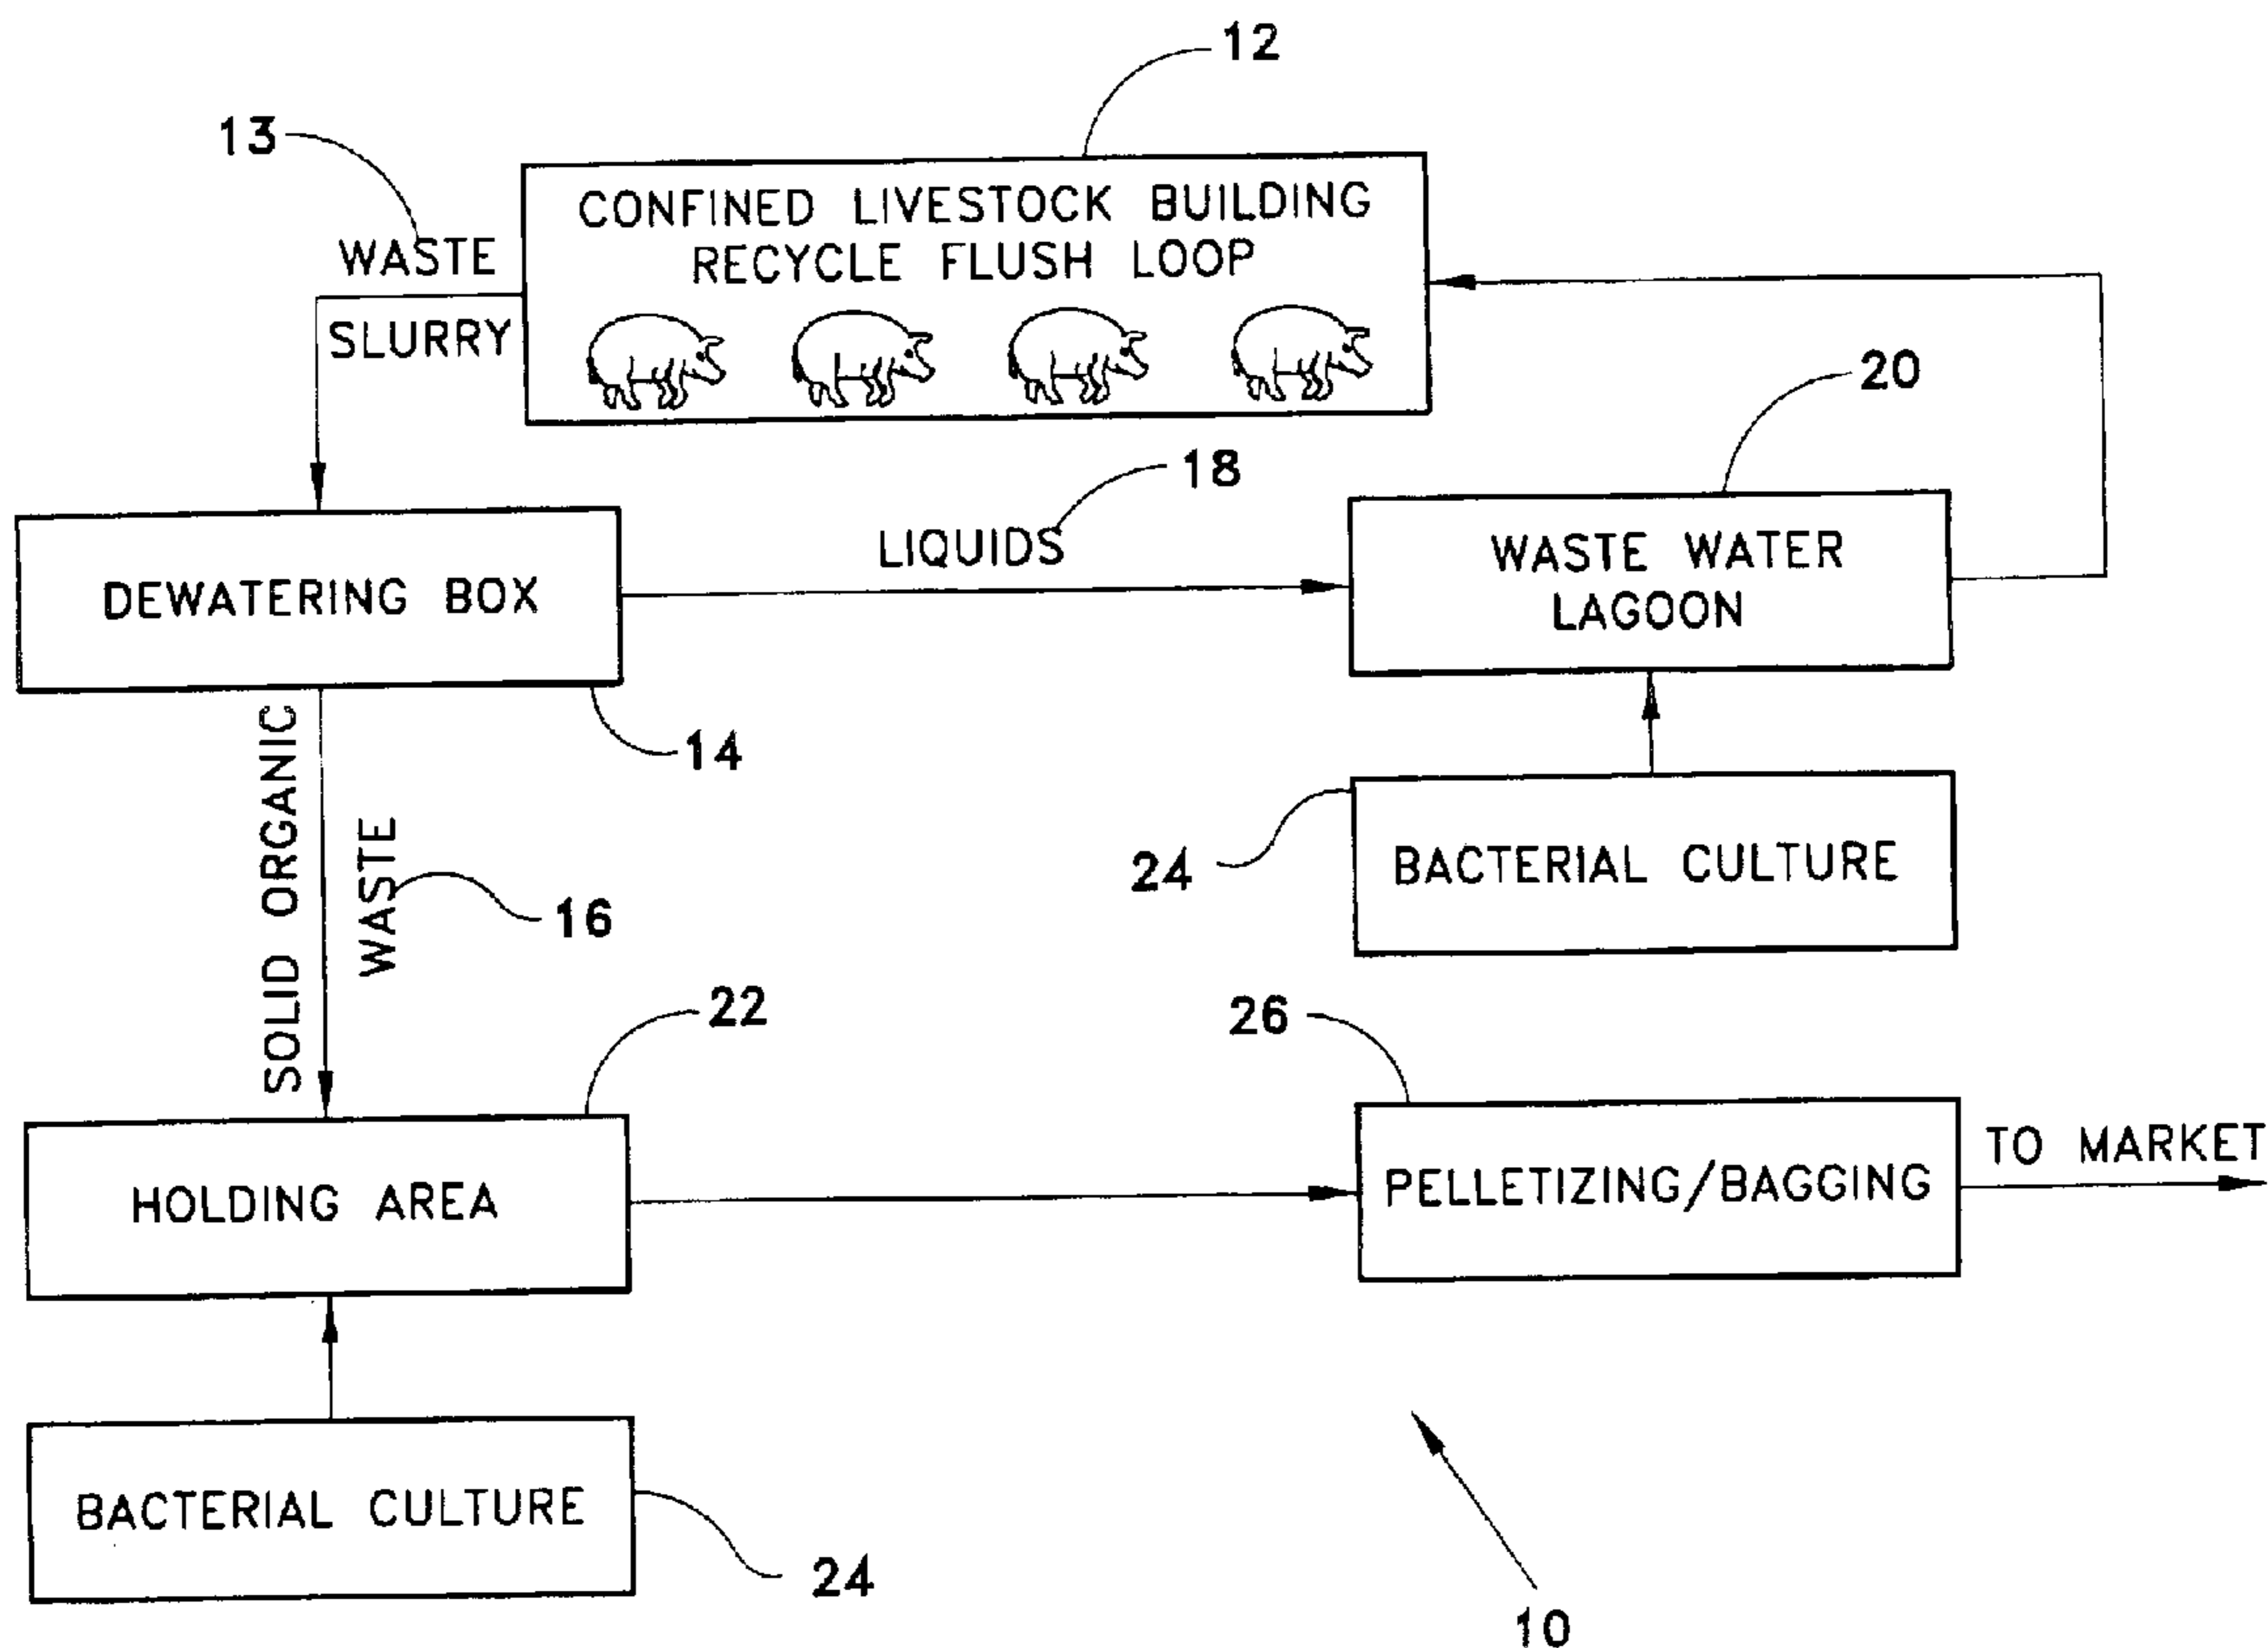 12
13
CONFINED LIVESTOCK BUILDING
RECYCLE FLUSH LOOP
WASTE
SLURRY
20
18
LIQUIDS
DEWATERING BOX
WASTE WATER
LAGOON
14
SOLID ORGANIC
WASTE
16
24
BACTERIAL CULTURE
22
26
HOLDING AREA
PELLETIZING/BAGGING
TO MARKET
BACTERIAL CULTURE
24
10